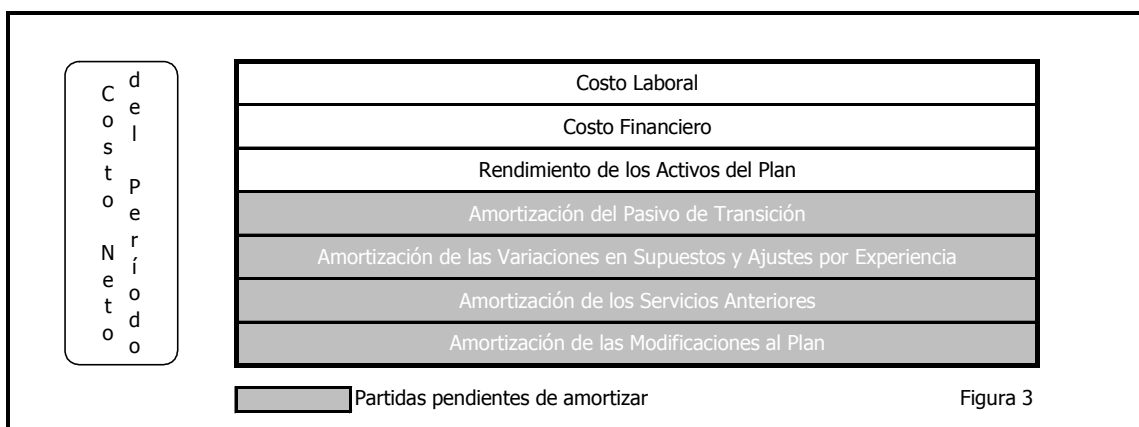 Costo Neto
del Período
Costo Laboral
Costo Financiero
Rendimiento de los Activos del Plan
Amortización del Pasivo de Transición
Amortización de las Variaciones en Supuestos y Ajustes por Experiencia
Amortización de los Servicios Anteriores
Amortización de las Modificaciones al Plan
Partidas pendientes de amortizar
Figura 3